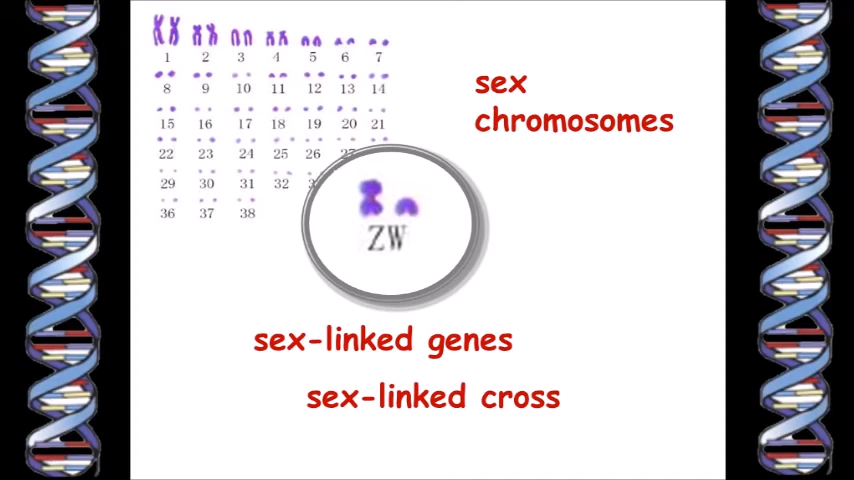 1 2 3 4 5 6 7
sex
8 9 10 11 12 13 14
chromosomes
15 16 17 18 19 20 21
22 23 24 25 26
29 30 31 32
36 37 38
ZW
sex-linked genes
sex-linked cross